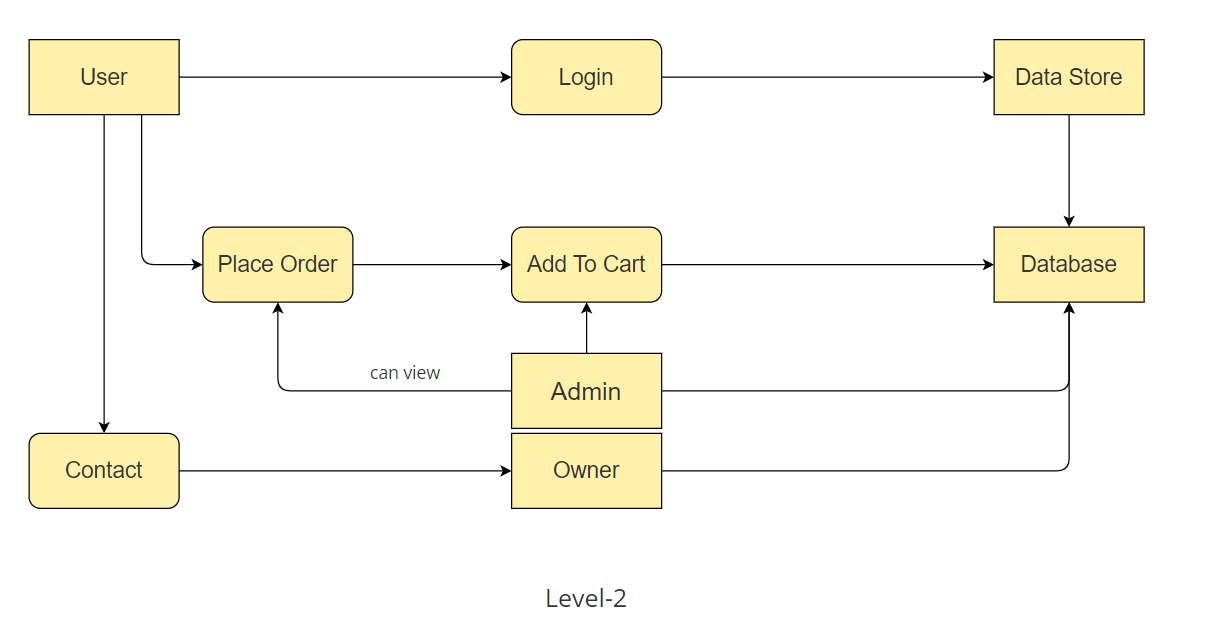 User
Login
Data Store
Place Order
Add To Cart
Database
can view
Admin
Contact
Owner
Level-2